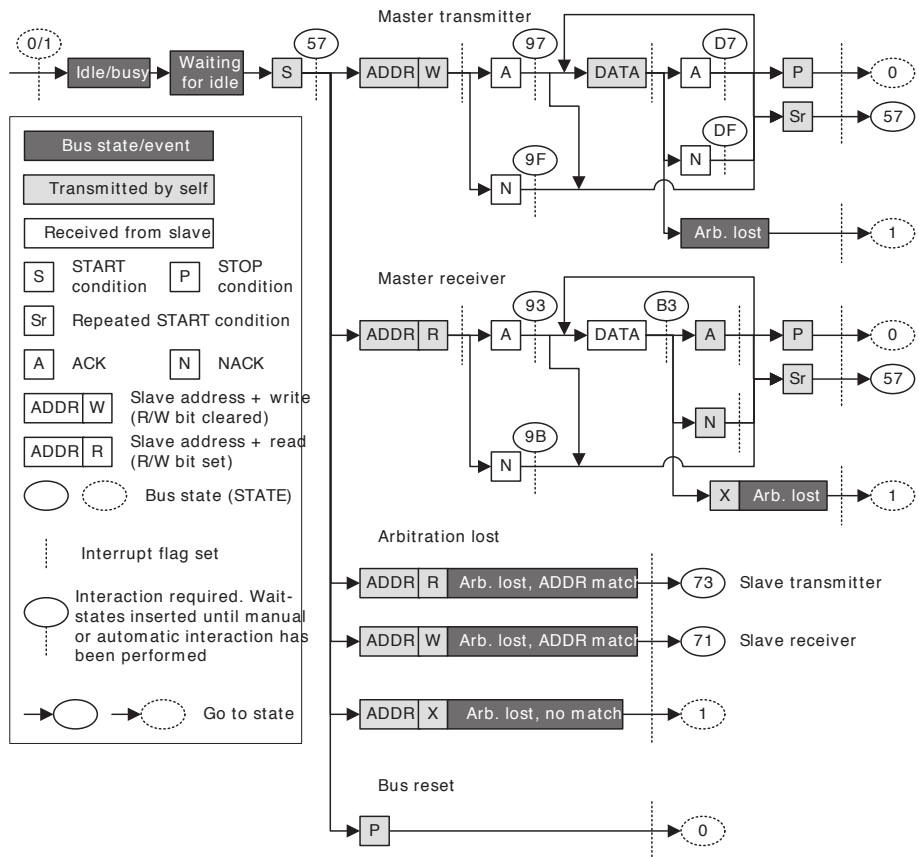 Master transmitter
0/1
57
97
D7
Idle/busy
Waiting
for idle
S
ADDR W
A
DATA
A
P
0
Sr
57
DF
N
9F
N
Arb. lost
1
Bus state/event
Transmitted by self
Received from slave
S START
condition
P STOP
condition
Sr Repeated START condition
A ACK
N NACK
ADDR W Slave address + write
(R/W bit cleared)
ADDR R Slave address + read
(R/W bit set)
Bus state (STATE)
Interrupt flag set
Interaction required. Wait-
states inserted until manual
or automatic interaction has
been performed
Go to state
Master receiver
93
B3
ADDR R
A
DATA
A
P
0
Sr
57
N
9B
N
X Arb. lost
1
Arbitration lost
ADDR R Arb. lost, ADDR match
73
Slave transmitter
ADDR W Arb. lost, ADDR match
71
Slave receiver
ADDR X Arb. lost, no match
1
Bus reset
P
0